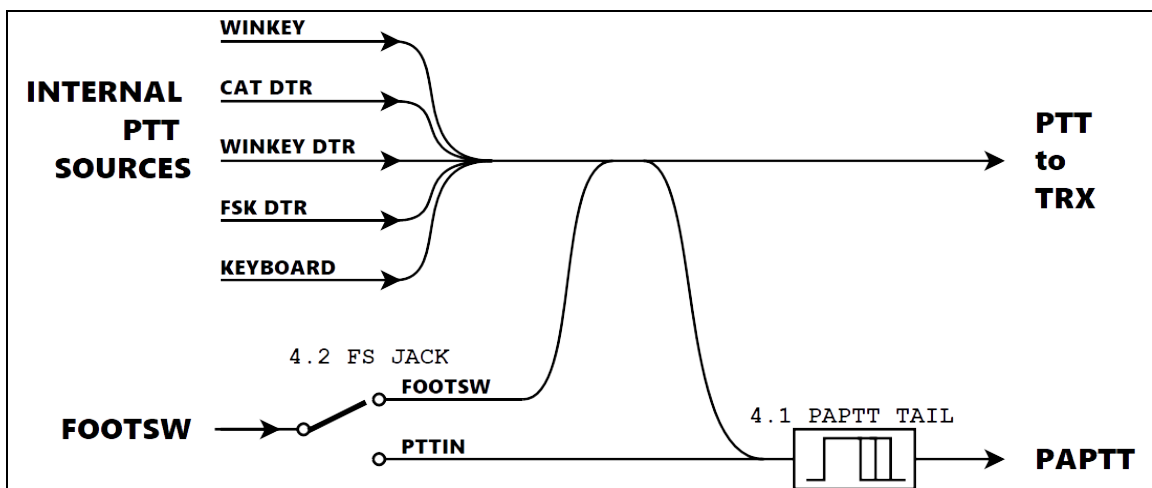 WINKEY
CAT DTR
WINKEY DTR
FSK DTR
KEYBOARD
INTERNAL
PTT
SOURCES
PTT
to
TRX
4.2 FS JACK
FOOTSW
FOOTSW
PTTIN
4.1 PAPTT TAIL
PAPTT